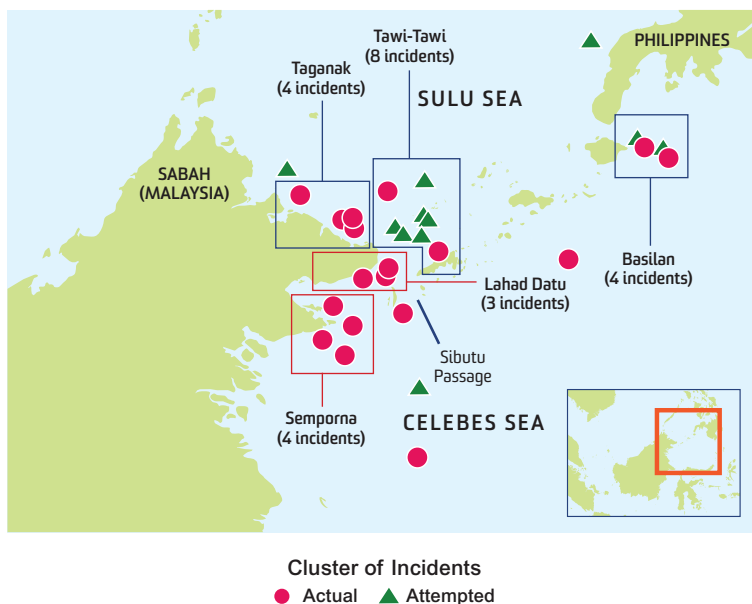 Tawi-Tawi
(8 incidents)
PHILIPPINES
Taganak
(4 incidents)
SULU SEA
SABAH
(MALAYSIA)
Basilan
(4 incidents)
Lahad Datu
(3 incidents)
Sibutu
Passage
Semporna
(4 incidents)
CELEBES SEA
Cluster of Incidents
Actual
Attempted